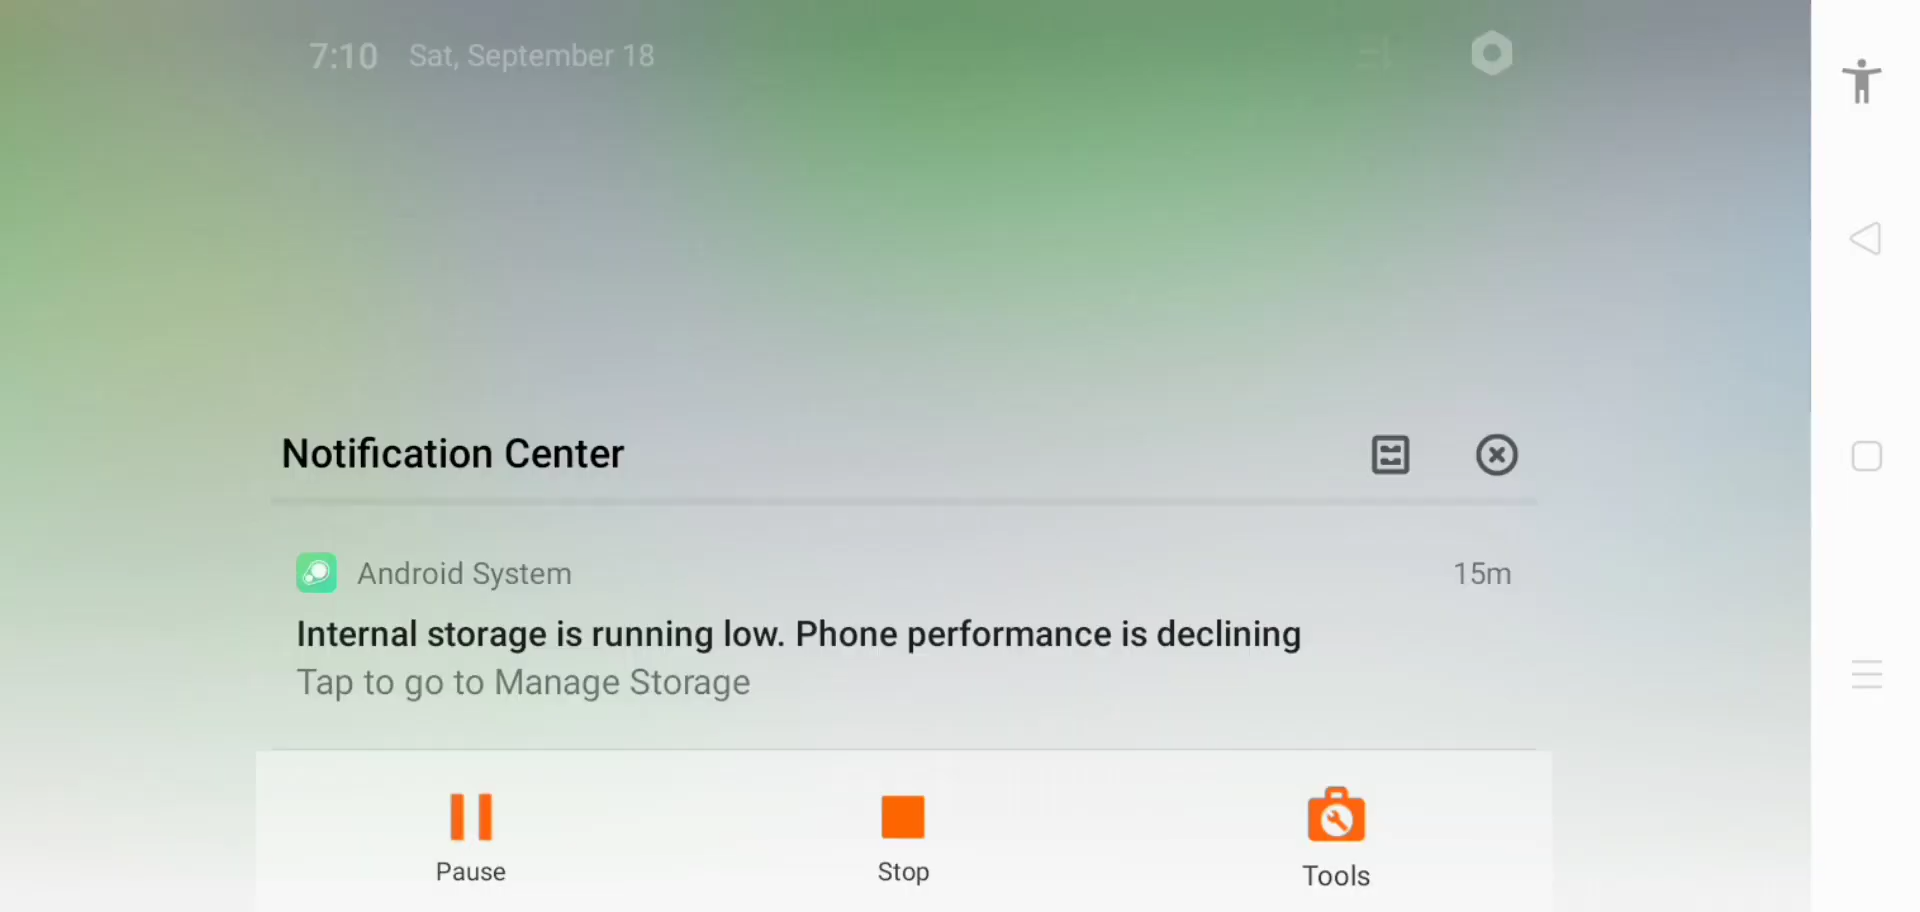 7:10 Sat, September 18
Notification Center
Android System 15m
Internal storage is running low. Phone performance is declining
Tap to go to Manage Storage
Pause Stop Tools